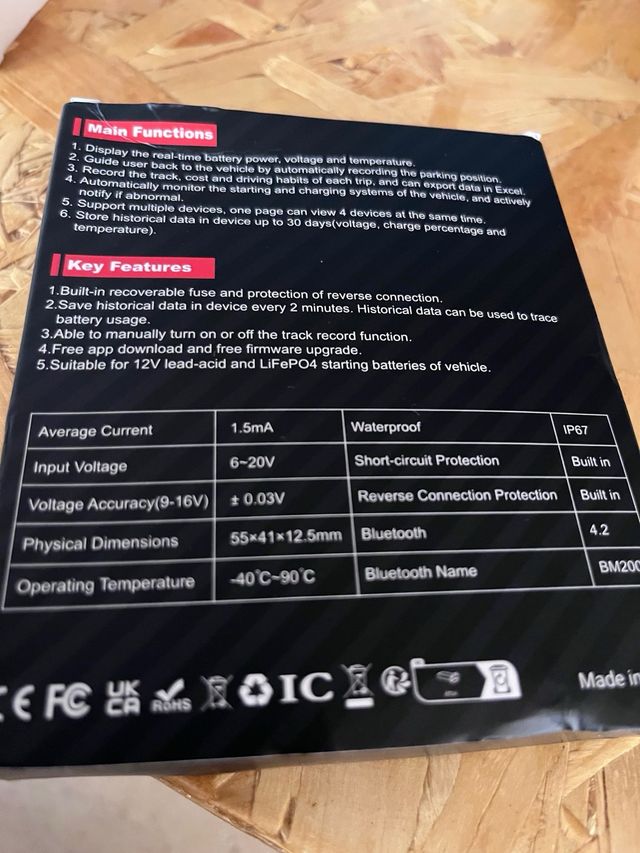 Main Functions
1. Display the real-time battery power, voltage and temperature.
2. Guide user back to the vehicle by automatically recording the parking position.
3. Record the track, cost and driving habits of each trip, and can export data in Excel.
4. Automatically monitor the starting and charging systems of the vehicle, and actively
notify if abnormal.
5. Support multiple devices, one page can view 4 devices at the same time.
6. Store historical data in device up to 30 days(voltage, charge percentage and
temperature).
Key Features
1.Built-in recoverable fuse and protection of reverse connection.
2.Save historical data in device every 2 minutes. Historical data can be used to trace
battery usage.
3.Able to manually turn on or off the track record function.
4.Free app download and free firmware upgrade.
5.Suitable for 12V lead-acid and LiFePO4 starting batteries of vehicle.
Average Current 1.5mA Waterproof IP67
Input Voltage 6~20V Short-circuit Protection Built in
Voltage Accuracy(9-16V) ± 0.03V Reverse Connection Protection Built in
Physical Dimensions 55×41×12.5mm Bluetooth 4.2
Operating Temperature -40℃~90℃ Bluetooth Name BM200
CE FC UK CA RoHS IC Made in